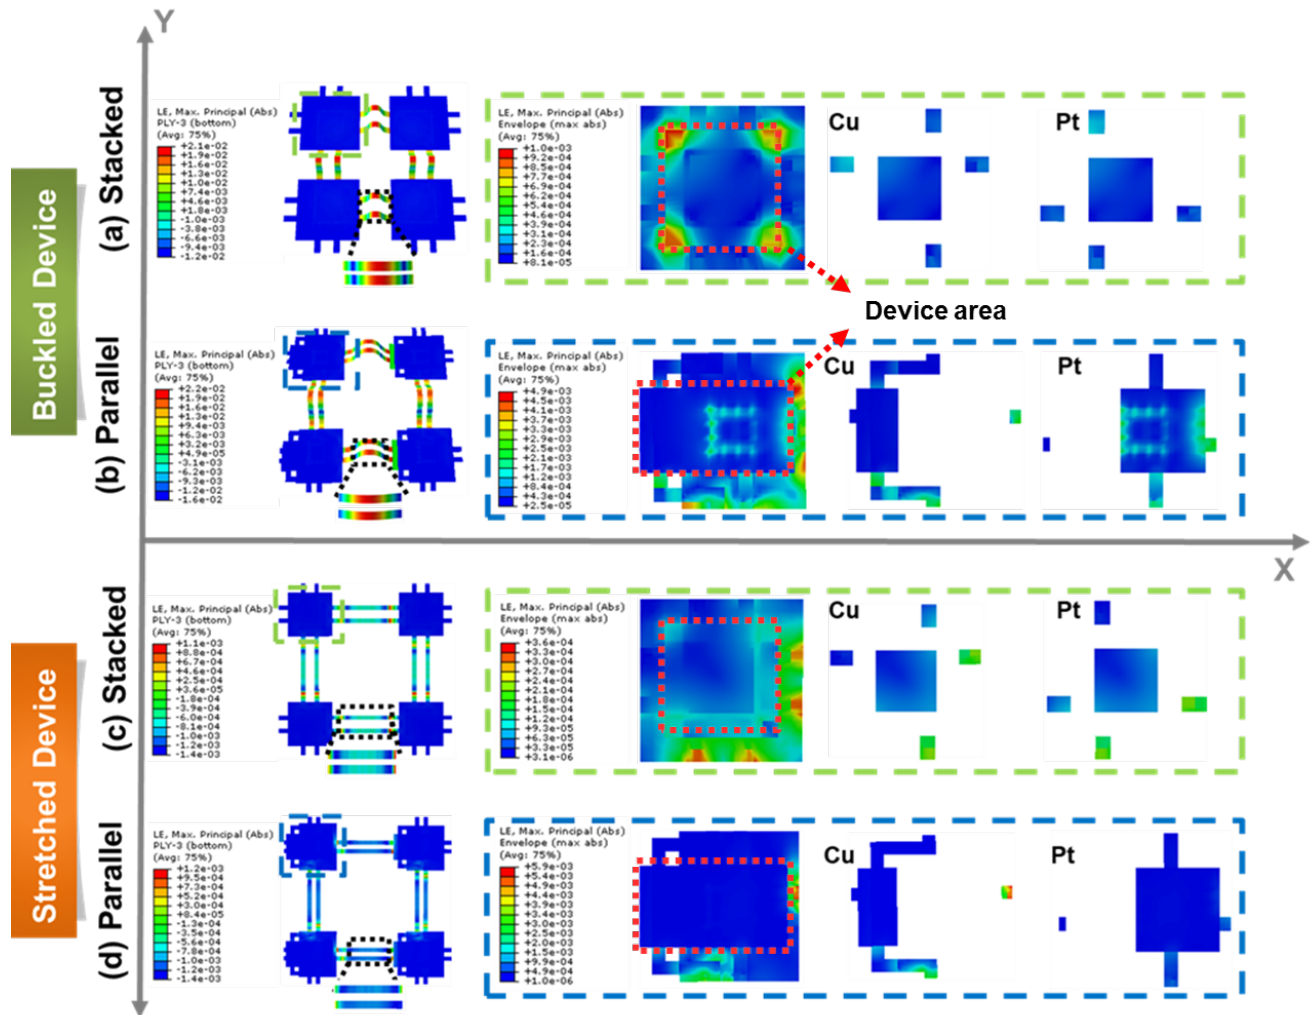 Y
Buckled Device
(a) Stacked
LE, Max. Principal (Abs)
PLY-3 (bottom)
(Avg: 75%)
+2.1e-02
+1.9e-02
+1.6e-02
+1.3e-02
+1.0e-02
+7.4e-03
+4.6e-03
+1.8e-03
-1.0e-03
-3.8e-03
-6.6e-03
-9.4e-03
-1.2e-02
LE, Max. Principal (Abs)
Envelope (max abs)
(Avg: 75%)
+1.0e-03
+9.2e-04
+8.5e-04
+7.7e-04
+6.9e-04
+6.2e-04
+5.4e-04
+4.6e-04
+3.9e-04
+3.1e-04
+2.3e-04
+1.6e-04
+8.1e-05
Cu
Pt
Device area
(b) Parallel
LE, Max. Principal (Abs)
PLY-3 (bottom)
(Avg: 75%)
+2.2e-02
+1.9e-02
+1.6e-02
+1.3e-02
+9.4e-03
+6.3e-03
+3.2e-03
+4.9e-05
-3.1e-03
-6.2e-03
-9.3e-03
-1.2e-02
-1.6e-02
LE, Max. Principal (Abs)
Envelope (max abs)
(Avg: 75%)
+4.9e-03
+4.5e-03
+4.1e-03
+3.7e-03
+3.3e-03
+2.9e-03
+2.5e-03
+2.1e-03
+1.7e-03
+1.2e-03
+8.4e-04
+4.3e-04
+2.5e-05
Cu
Pt
X
Stretched Device
(c) Stacked
LE, Max. Principal (Abs)
PLY-3 (bottom)
(Avg: 75%)
+1.1e-03
+8.8e-04
+6.7e-04
+4.6e-04
+2.5e-04
+3.6e-05
-1.8e-04
-3.9e-04
-6.0e-04
-8.1e-04
-1.0e-03
-1.2e-03
-1.4e-03
LE, Max. Principal (Abs)
Envelope (max abs)
(Avg: 75%)
+3.6e-04
+3.3e-04
+3.0e-04
+2.7e-04
+2.4e-04
+2.1e-04
+1.8e-04
+1.5e-04
+1.2e-04
+9.3e-05
+6.3e-05
+3.3e-05
+3.1e-06
Cu
Pt
(d) Parallel
LE, Max. Principal (Abs)
PLY-3 (bottom)
(Avg: 75%)
+1.2e-03
+9.5e-04
+7.3e-04
+5.2e-04
+3.0e-04
+8.4e-05
-1.3e-04
-3.5e-04
-5.6e-04
-7.8e-04
-1.0e-03
-1.2e-03
-1.4e-03
LE, Max. Principal (Abs)
Envelope (max abs)
(Avg: 75%)
+5.9e-03
+5.4e-03
+4.9e-03
+4.4e-03
+3.9e-03
+3.4e-03
+3.0e-03
+2.5e-03
+2.0e-03
+1.5e-03
+9.9e-04
+4.9e-04
+1.0e-06
Cu
Pt